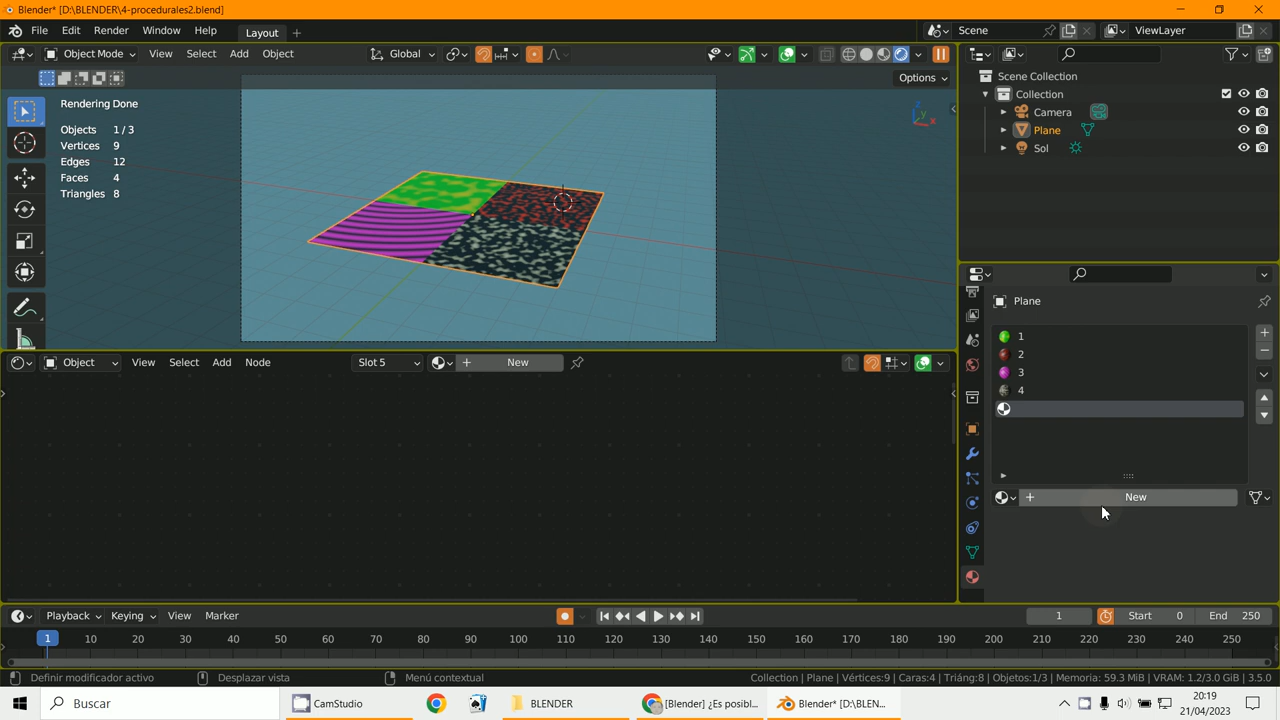 Blender* [D:\BLENDER\4-procedurales2.blend]
File Edit Render Window Help Layout Scene ViewLayer
Object Mode View Select Add Object Global
Options
Rendering Done
Objects 1 / 3
Vertices 9
Edges 12
Faces 4
Triangles 8
Z Y X
Scene Collection
Collection
Camera
Plane
Sol
Plane
1
2
3
4
New
Object View Select Add Node Slot 5 New
Playback Keying View Marker 1 Start 0 End 250
1 10 20 30 40 50 60 70 80 90 100 110 120 130 140 150 160 170 180 190 200 210 220 230 240 250
Definir modificador activo Desplazar vista Menú contextual Collection | Plane | Vértices:9 | Caras:4 | Triáng:8 | Objetos:1/3 | Memoria: 59.3 MiB | VRAM: 1.2/3.0 GiB | 3.5.0
Buscar CamStudio BLENDER [Blender] ¿Es posibl... Blender* [D:\BLEN...
20:19
21/04/2023